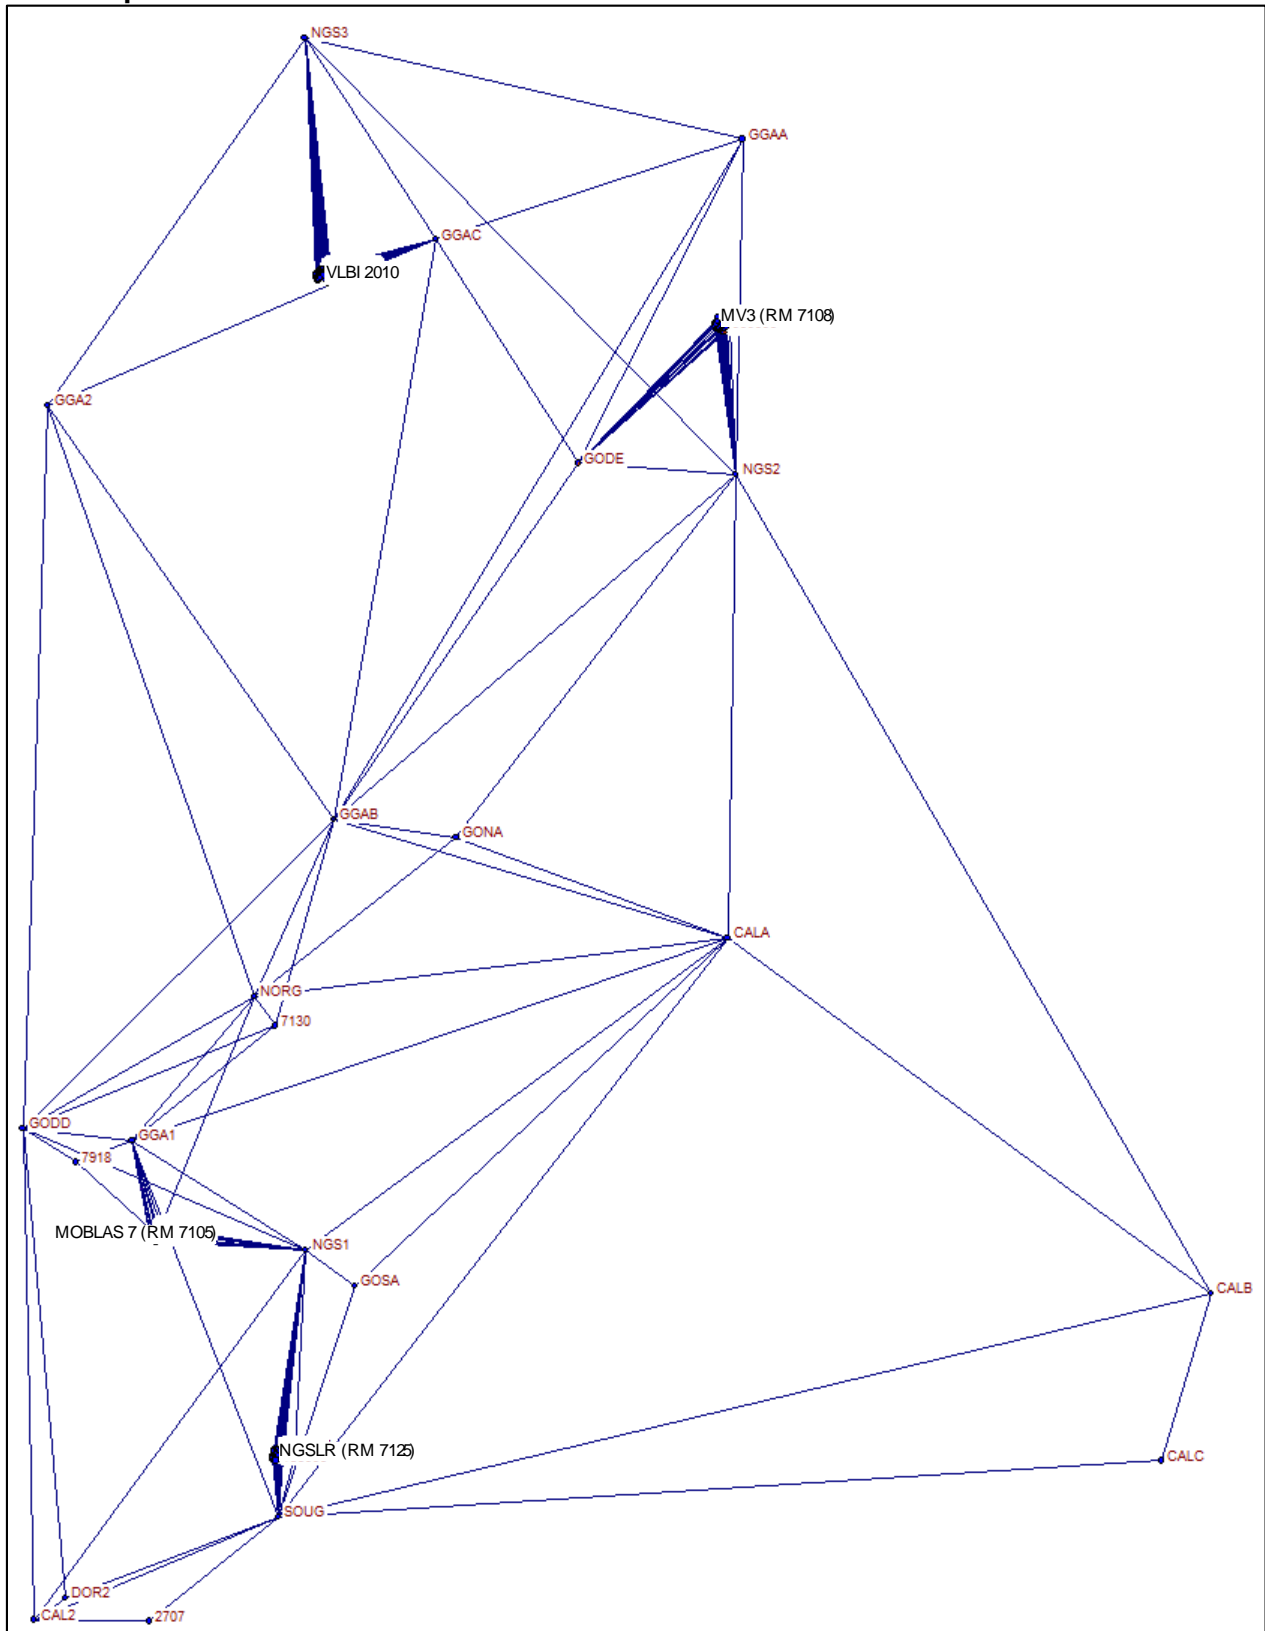 NGS3
GGAA
GGAC
VLBI 2010
MV3 (RM 7108)
GGA2
GODE
NGS2
GGAB
GONA
CALA
NORG
7130
GODD
GGA1
7918
MOBLAS 7 (RM 7105)
NGS1
GOSA
CALB
NGSLR (RM 7125)
CALC
SOUG
DOR2
CAL2
2707